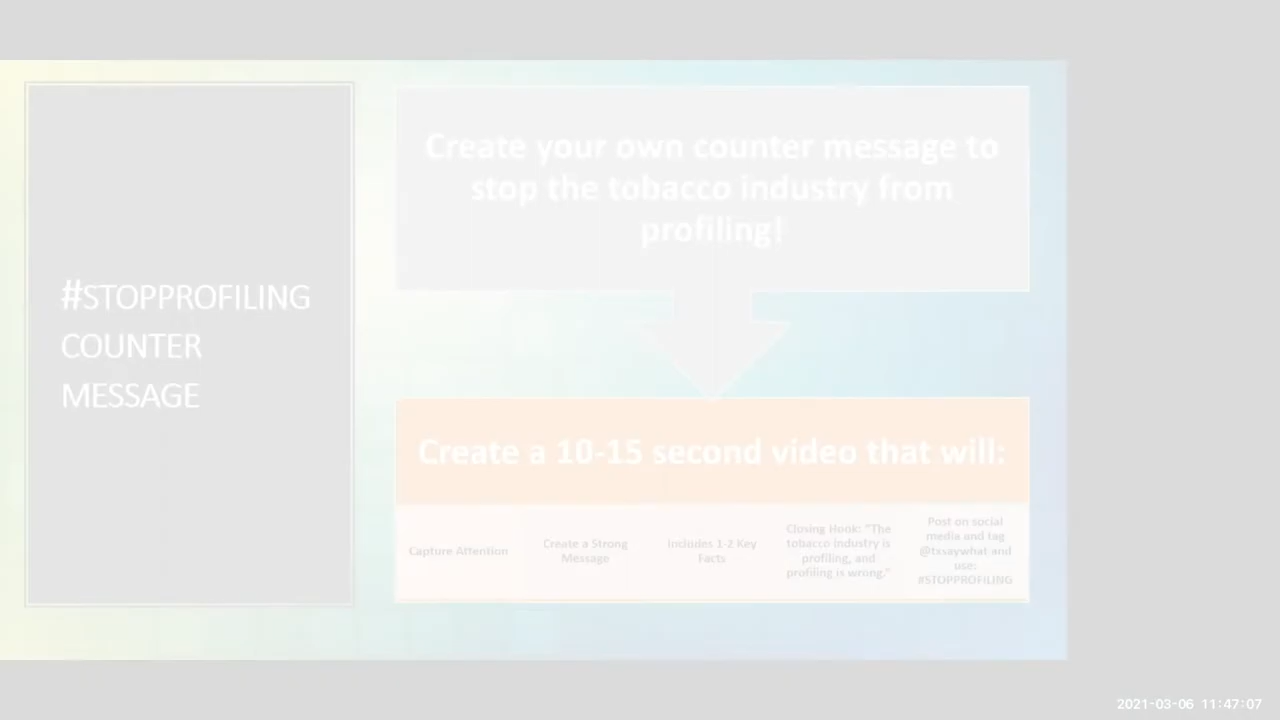 #STOPPROFILING
COUNTER
MESSAGE
Create your own counter message to
stop the tobacco industry from
profiling!
Create a 10-15 second video that will:
Capture Attention
Create a Strong
Message
Includes 1-2 Key
Facts
Closing Hook: "The
tobacco industry is
profiling, and
profiling is wrong."
Post on social
media and tag
@txsaywhat and
use:
#STOPPROFILING
2021-03-06 11:47:07